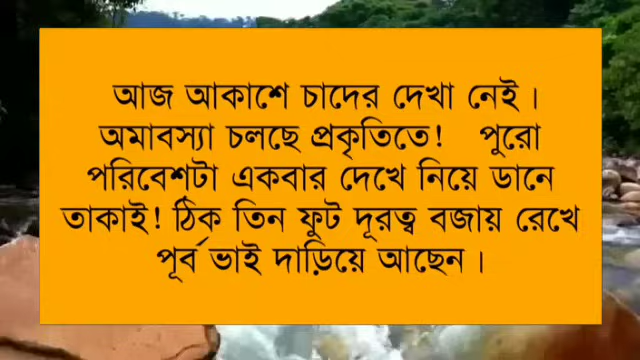 আজ আকাশে চাদের দেখা নেই।
অমাবস্যা চলছে প্রকৃতিতে! পুরো
পরিবেশটা একবার দেখে নিয়ে ডানে
তাকাই! ঠিক তিন ফুট দূরত্ব বজায় রেখে
পূর্ব ভাই দাড়িয়ে আছেন।